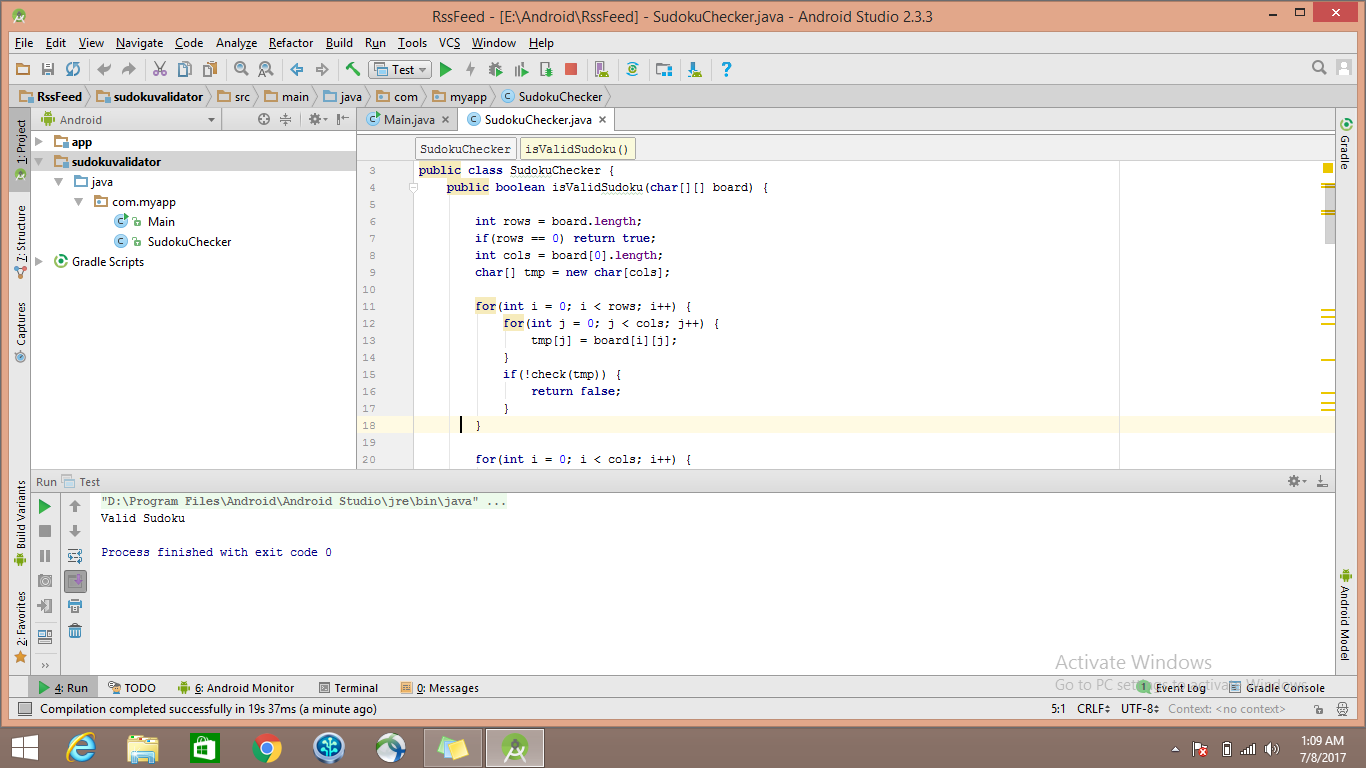 RssFeed - [E:\Android\RssFeed] - SudokuChecker.java - Android Studio 2.3.3
File Edit View Navigate Code Analyze Refactor Build Run Tools VCS Window Help
Test
RssFeed sudokuvalidator src main java com myapp SudokuChecker
1: Project
7: Structure
Captures
Build Variants
2: Favorites
Android
app
sudokuvalidator
java
com.myapp
Main
SudokuChecker
Gradle Scripts
Main.java SudokuChecker.java
SudokuChecker isValidSudoku()
3 public class SudokuChecker {
4 public boolean isValidSudoku(char[][] board) {
5
6 int rows = board.length;
7 if(rows == 0) return true;
8 int cols = board[0].length;
9 char[] tmp = new char[cols];
10
11 for(int i = 0; i < rows; i++) {
12 for(int j = 0; j < cols; j++) {
13 tmp[j] = board[i][j];
14 }
15 if(!check(tmp)) {
16 return false;
17 }
18 }
19
20 for(int i = 0; i < cols; i++) {
Gradle
Android Model
Run Test
"D:\Program Files\Android\Android Studio\jre\bin\java" ...
Valid Sudoku
Process finished with exit code 0
Activate Windows
Go to PC settings to activate Windows.
4: Run TODO 6: Android Monitor Terminal 0: Messages 1 Event Log Gradle Console
Compilation completed successfully in 19s 37ms (a minute ago) 5:1 CRLF UTF-8 Context: <no context>
1:09 AM
7/8/2017